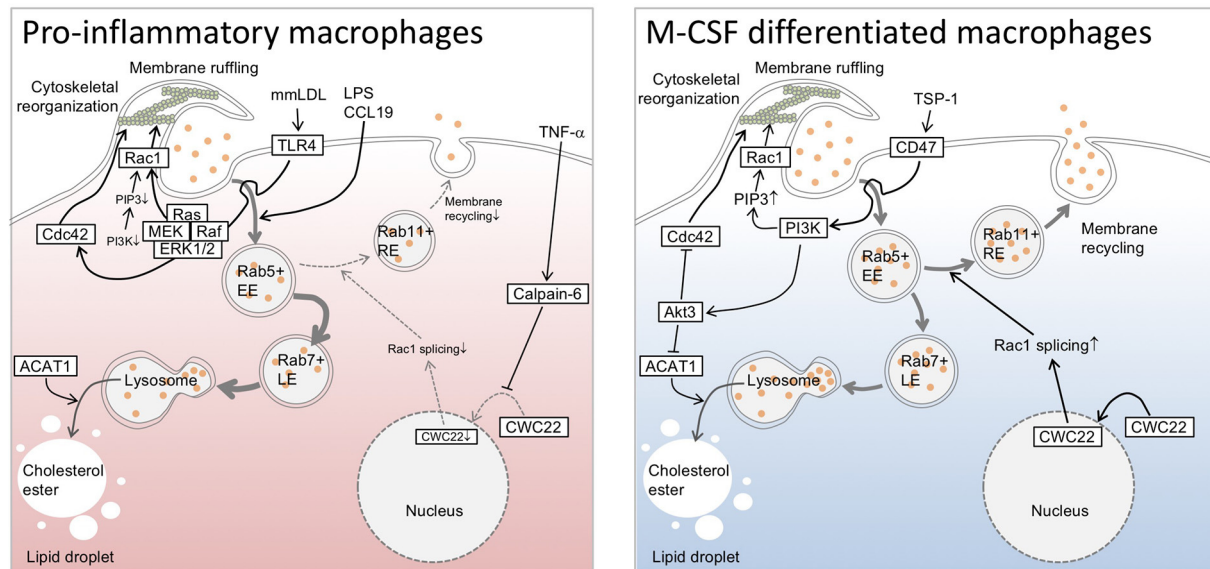 Pro-inflammatory macrophages
Membrane ruffling
Cytoskeletal
reorganization
mmLDL
LPS
CCL19
TNF-α
TLR4
Rac1
PIP3↓
PI3K↓
Ras
MEK Raf
ERK1/2
Cdc42
Membrane
recycling↓
Rab11+
RE
Rab5+
EE
Calpain-6
Rab7+
LE
Rac1 splicing↓
ACAT1
Lysosome
CWC22↓
CWC22
Cholesterol
ester
Nucleus
Lipid droplet
M-CSF differentiated macrophages
Membrane ruffling
Cytoskeletal
reorganization
TSP-1
CD47
Rac1
PIP3↑
PI3K
Cdc42
Rab11+
RE
Membrane
recycling
Rab5+
EE
Akt3
ACAT1
Rab7+
LE
Rac1 splicing↑
Lysosome
CWC22
CWC22
Cholesterol
ester
Nucleus
Lipid droplet